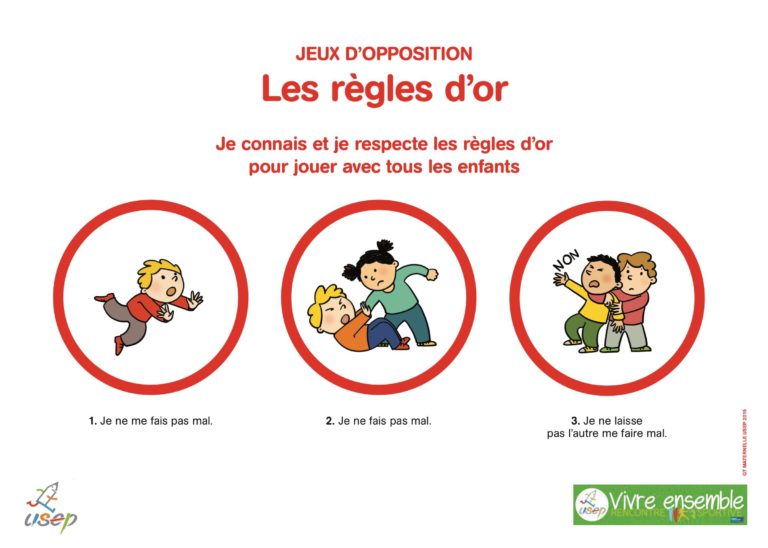 JEUX D'OPPOSITION
Les règles d'or
Je connais et je respecte les règles d'or
pour jouer avec tous les enfants
NON
1. Je ne me fais pas mal.
2. Je ne fais pas mal.
3. Je ne laisse
pas l'autre me faire mal.
GT MATERNELLE USEP 2016
usep
usep
Vivre ensemble
RENCONTRE SPORTIVE